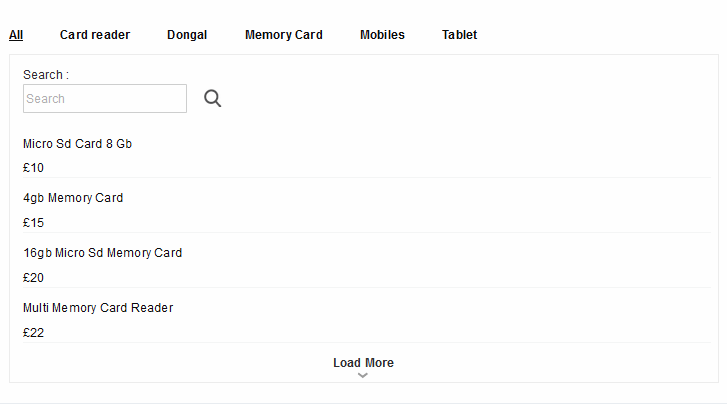 All Card reader Dongal Memory Card Mobiles Tablet
Search :
Search
Micro Sd Card 8 Gb
£10
4gb Memory Card
£15
16gb Micro Sd Memory Card
£20
Multi Memory Card Reader
£22
Load More